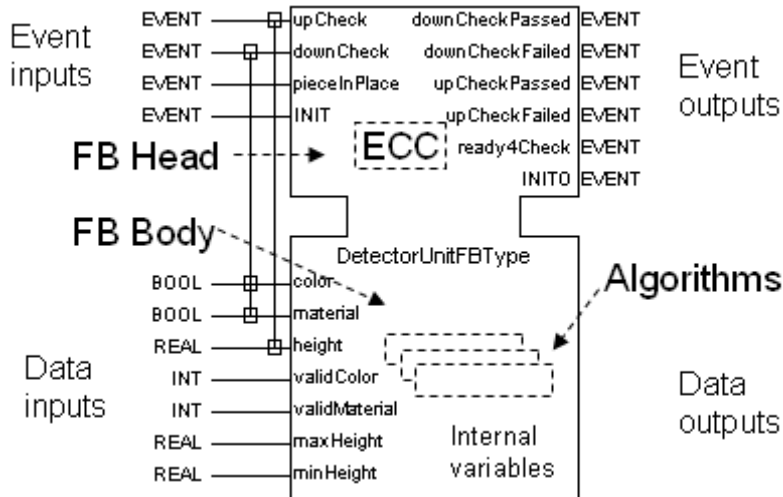 EVENT upCheck downCheckPassed EVENT
Event inputs
EVENT downCheck downCheckFailed EVENT
Event outputs
EVENT pieceInPlace upCheckPassed EVENT
EVENT INIT upCheckFailed EVENT
ECC
ready4Check EVENT
FB Head
INITO EVENT
FB Body
DetectorUnitFBType
Algorithms
BOOL color
BOOL material
REAL height
Data inputs
INT validColor
Data outputs
INT validMaterial
REAL maxHeight
Internal variables
REAL minHeight